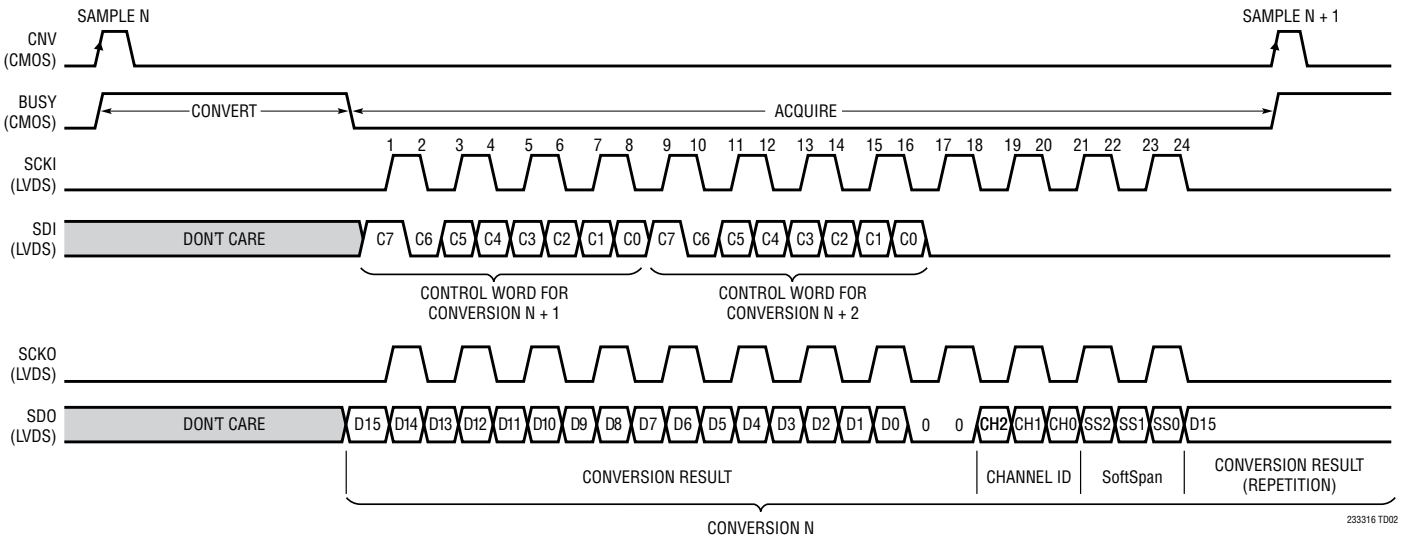 SAMPLE N SAMPLE N + 1
CNV
(CMOS)
BUSY
(CMOS)
CONVERT ACQUIRE
1 2 3 4 5 6 7 8 9 10 11 12 13 14 15 16 17 18 19 20 21 22 23 24
SCKI
(LVDS)
SDI
(LVDS)
DON'T CARE C7 C6 C5 C4 C3 C2 C1 C0 C7 C6 C5 C4 C3 C2 C1 C0
CONTROL WORD FOR
CONVERSION N + 1
CONTROL WORD FOR
CONVERSION N + 2
SCKO
(LVDS)
SDO
(LVDS)
DON'T CARE D15 D14 D13 D12 D11 D10 D9 D8 D7 D6 D5 D4 D3 D2 D1 D0 0 0 CH2 CH1 CH0 SS2 SS1 SS0 D15
CONVERSION RESULT CHANNEL ID SoftSpan
CONVERSION RESULT
(REPETITION)
CONVERSION N
233316 TD02